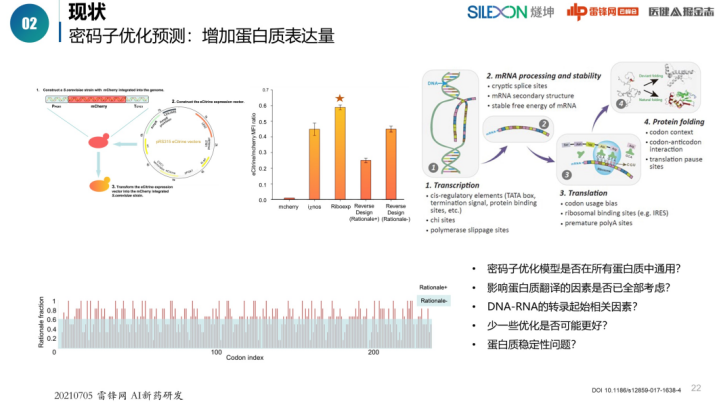 02
现状
密码子优化预测：增加蛋白质表达量
SILEXON 燧坤
雷锋网
医健AI掘金志
1. Construct a S.cerevisiae strain with mCherry integrated into the genome.
mCherry
2. Construct the eCitrine expression vector.
3. Transform the eCitrine expression
vector into the mCherry integrated
S.cerevisiae strain.
eCitrine/mcherry MFI ratio
0.7
0.6
0.5
0.4
0.3
0.2
0.1
0.0
mcherry
Lynos
Riboexp
Reverse
Design
(Rationale+)
Reverse
Design
(Rationale-)
DNA
2. mRNA processing and stability
• cryptic splice sites
• mRNA secondary structure
• stable free energy of mRNA
1
2
3
4
1. Transcription
• cis-regulatory elements (TATA box,
termination signal, protein binding
sites, etc.)
• chi sites
• polymerase slippage sites
3. Translation
• codon usage bias
• ribosomal binding sites (e.g. IRES)
• premature polyA sites
4. Protein folding
• codon context
• codon-anticodon
interaction
• translation pause
sites
Rationale+
Rationale-
Rationale fraction
1
0.8
0.6
0.4
0.2
0
100
200
Codon index
• 密码子优化模型是否在所有蛋白质中通用？
• 影响蛋白质翻译的因素是否已全部考虑？
• DNA-RNA的转录起始相关因素？
• 少一些优化是否可能更好？
• 蛋白质稳定性问题？
DOI 10.1186/s12859-017-1638-4
22
20210705 雷锋网 AI新药研发